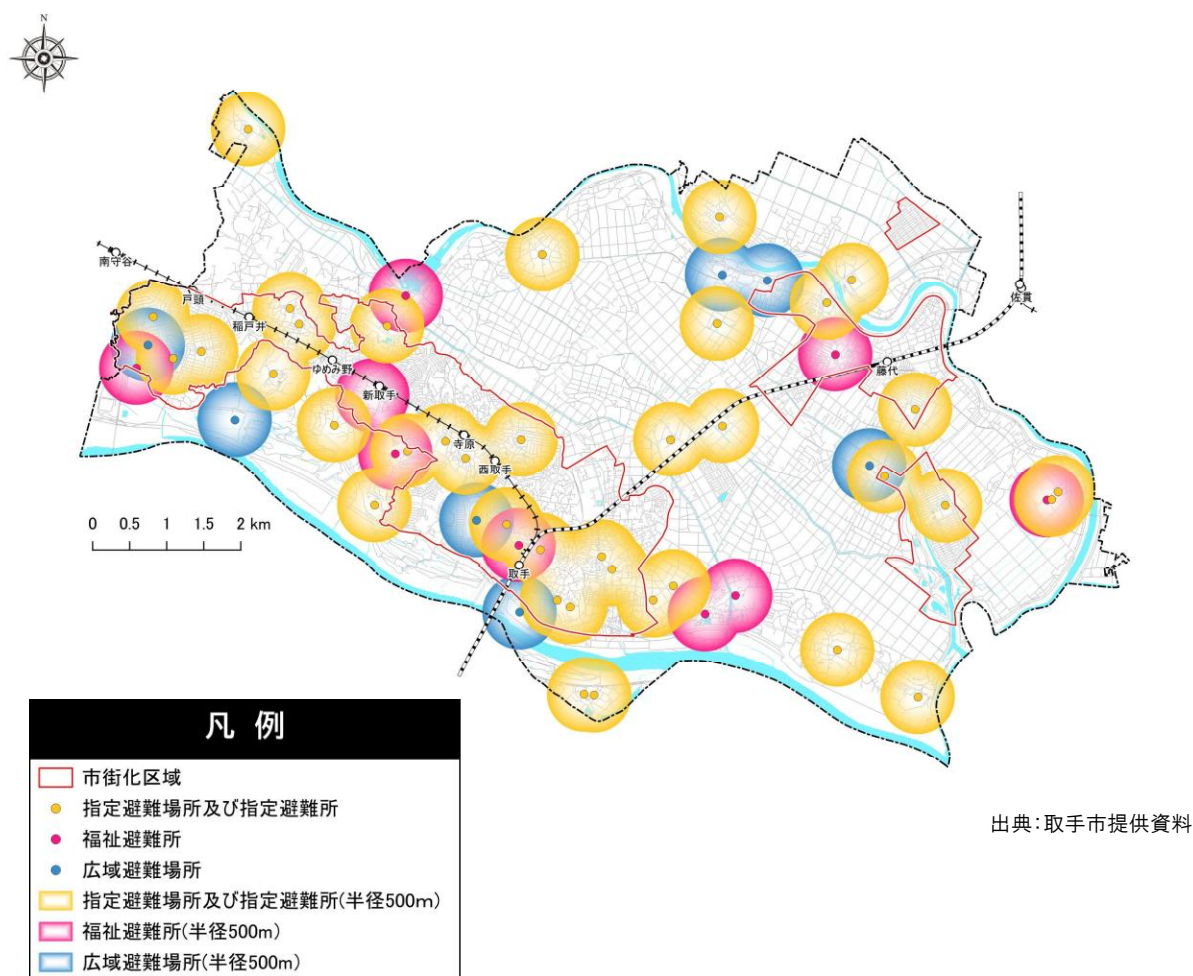 N
南守谷
戸頭
稲戸井
ゆめみ野
新取手
寺原
西取手
取手
藤代
佐貫
0 0.5 1 1.5 2 km
凡 例
市街化区域
指定避難場所及び指定避難所
福祉避難所
広域避難場所
指定避難場所及び指定避難所(半径500m)
福祉避難所(半径500m)
広域避難場所(半径500m)
出典:取手市提供資料